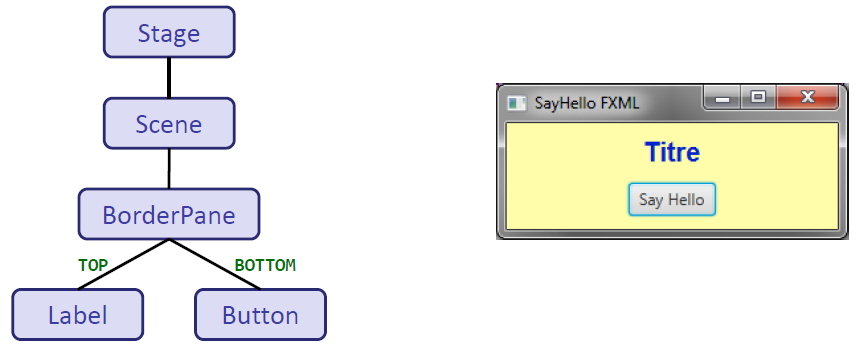 Stage
Scene
BorderPane
TOP
BOTTOM
Label
Button
SayHello FXML
Titre
Say Hello